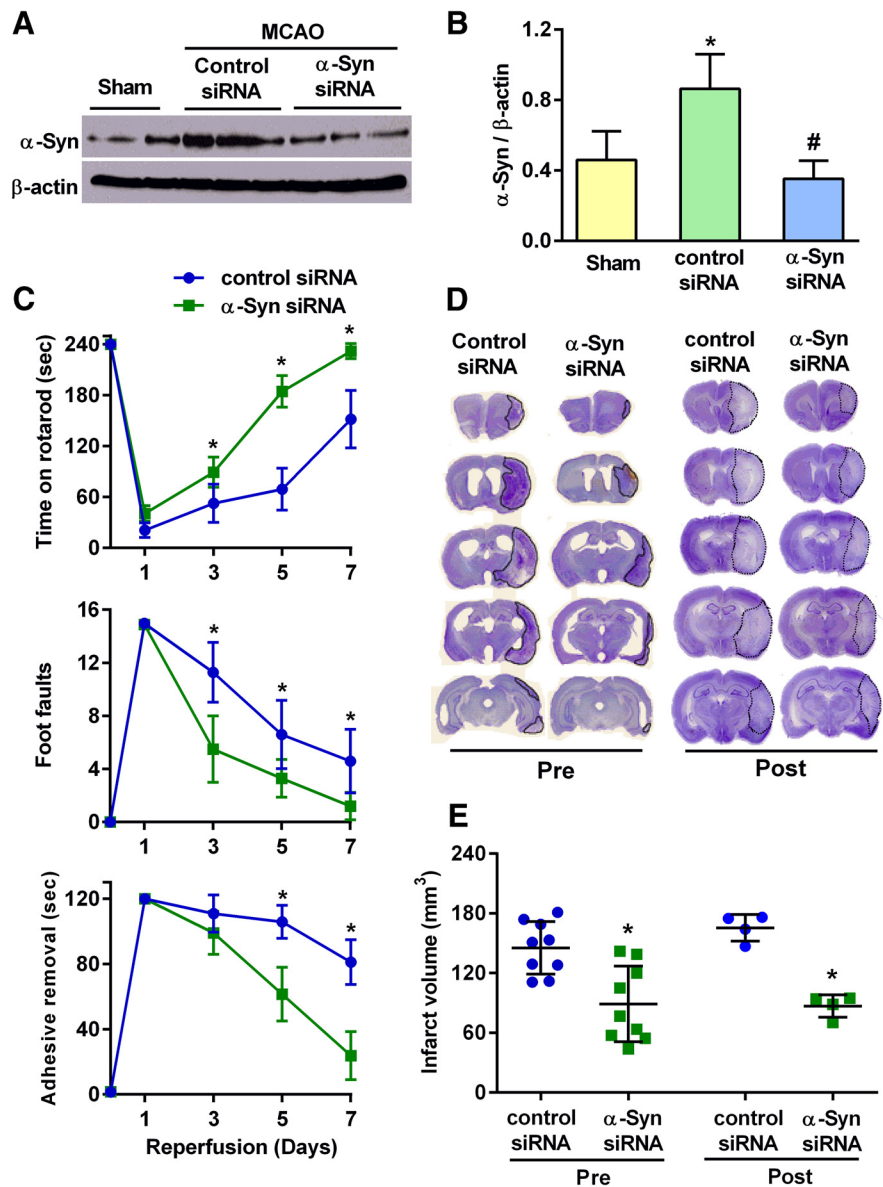 A
MCAO
Control
siRNA
α-Syn
siRNA
Sham
α-Syn
β-actin
B
α-Syn / β-actin
1.2
0.8
0.4
0.0
*
#
Sham
control
siRNA
α-Syn
siRNA
C
control siRNA
α-Syn siRNA
Time on rotarod (sec)
240
180
120
60
0
*
*
*
1
3
5
7
Foot faults
16
12
8
4
0
*
*
*
1
3
5
7
Adhesive removal (sec)
120
80
40
0
*
*
1
3
5
7
Reperfusion (Days)
D
Control
siRNA
α-Syn
siRNA
control
siRNA
α-Syn
siRNA
Pre
Post
E
Infarct volume (mm³)
240
180
120
60
0
*
*
control
siRNA
α-Syn
siRNA
control
siRNA
α-Syn
siRNA
Pre
Post